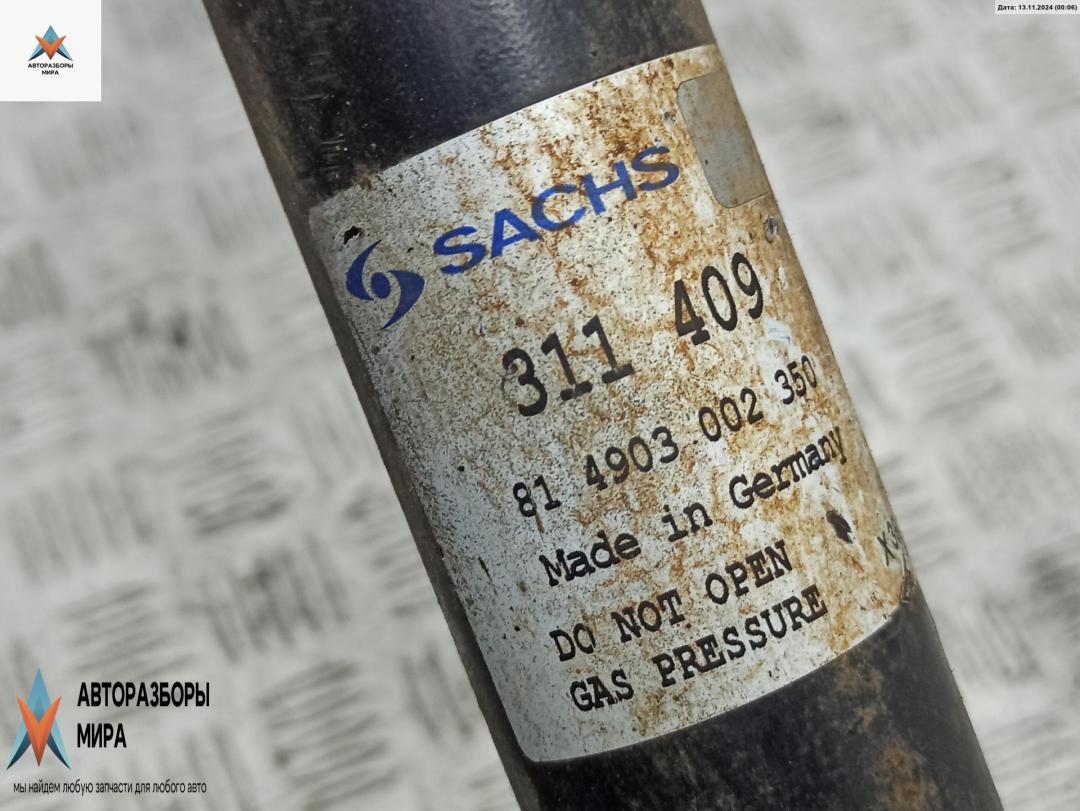 АВТОРАЗБОРЫ
МИРА
Дата: 13.11.2024 (00:06)
SACHS
311 409
81 4903 002 350
Made in Germany
DO NOT OPEN
GAS PRESSURE
АВТОРАЗБОРЫ
МИРА
мы найдем любую запчасти для любого авто